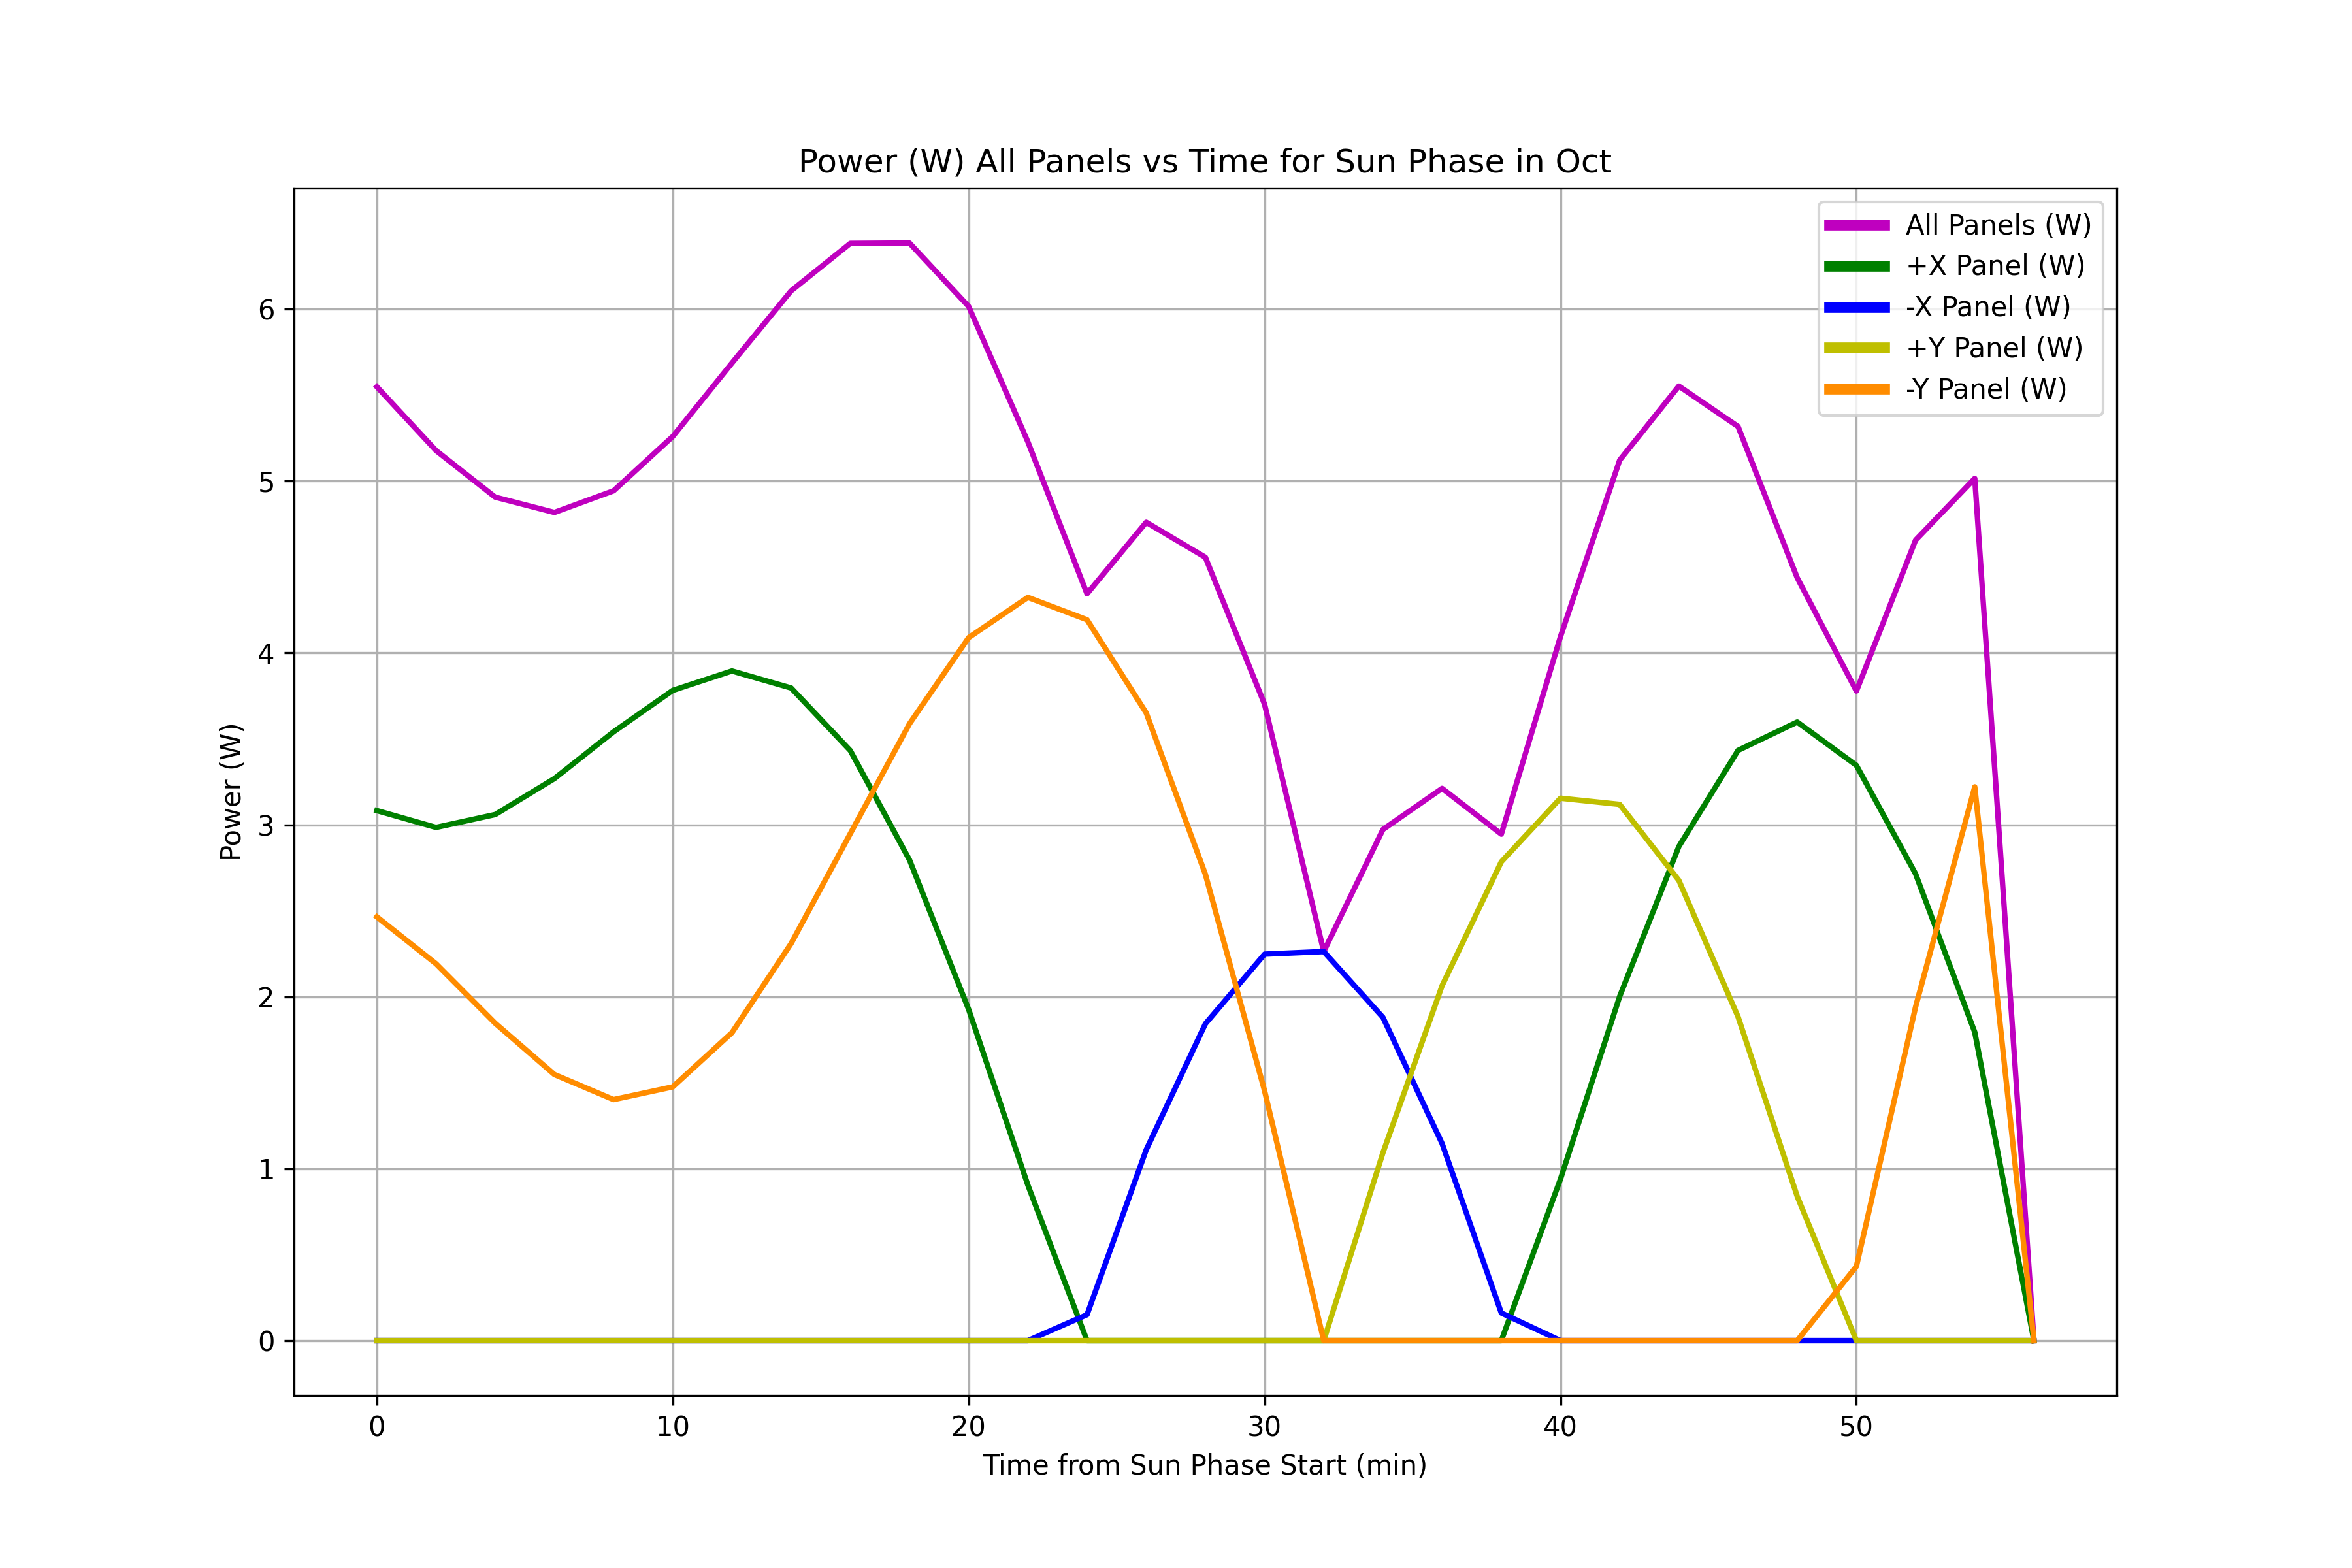 Power (W) All Panels vs Time for Sun Phase in Oct
All Panels (W)
+X Panel (W)
-X Panel (W)
+Y Panel (W)
-Y Panel (W)
Power (W)
6
5
4
3
2
1
0
0 10 20 30 40 50
Time from Sun Phase Start (min)